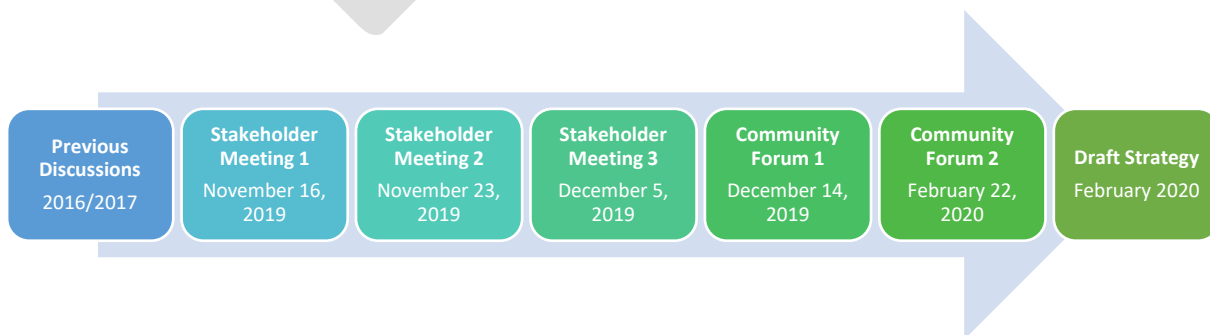 Previous
Discussions
2016/2017
Stakeholder
Meeting 1
November 16,
2019
Stakeholder
Meeting 2
November 23,
2019
Stakeholder
Meeting 3
December 5,
2019
Community
Forum 1
December 14,
2019
Community
Forum 2
February 22,
2020
Draft Strategy
February 2020